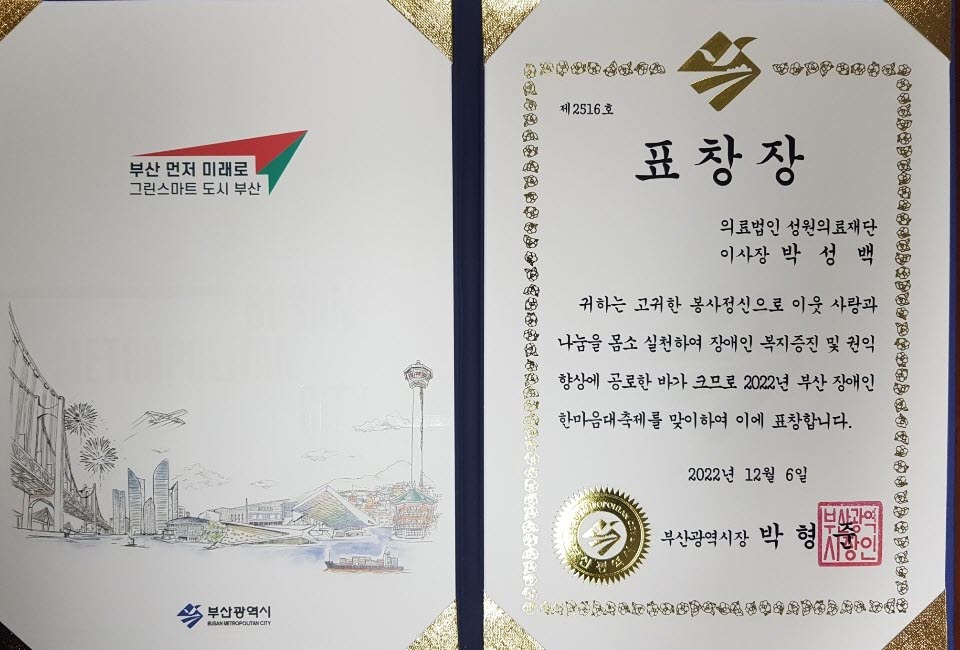 부산 먼저 미래로
그린스마트 도시 부산
부산광역시
BUSAN METROPOLITAN CITY
제2516호
표창장
의료법인 성원의료재단
이사장 박 성 백
귀하는 고귀한 봉사정신으로 이웃 사랑과
나눔을 몸소 실천하여 장애인 복지증진 및 권익
향상에 공로한 바가 크므로 2022년 부산 장애인
한마음대축제를 맞이하여 이에 표창합니다.
2022년 12월 6일
부산광역시장 박 형 준
부산광역
시장인